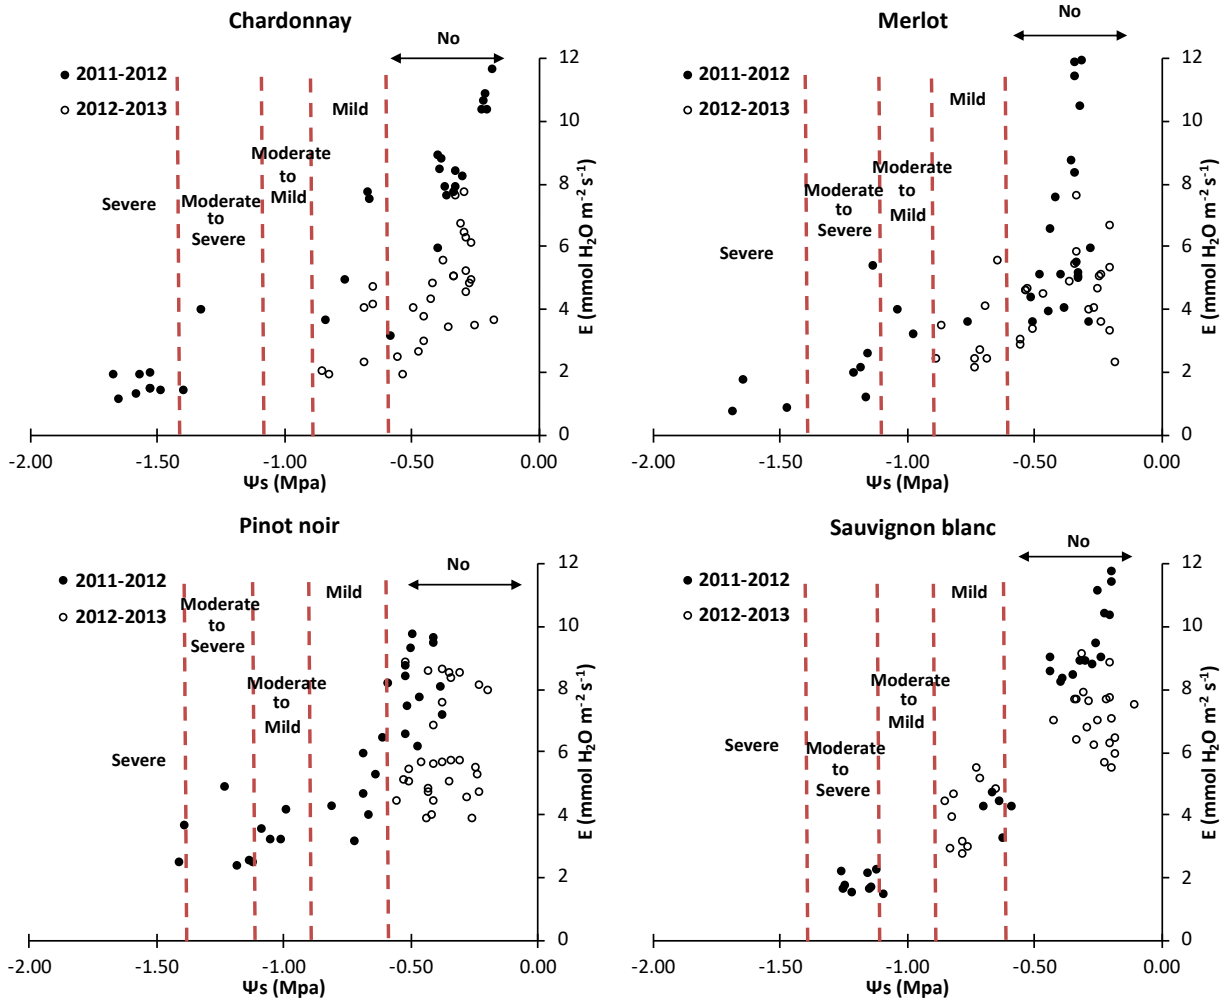 Chardonnay
No
2011-2012
2012-2013
Mild
Moderate
to
Mild
Severe
Moderate
to
Severe
12
10
8
6
4
2
0
E (mmol H₂O m⁻² s⁻¹)
-2.00 -1.50 -1.00 -0.50 0.00
Ψs (Mpa)
Merlot
No
2011-2012
2012-2013
Mild
Moderate
to
Mild
Moderate
to
Severe
Severe
12
10
8
6
4
2
0
E (mmol H₂O m⁻² s⁻¹)
-2.00 -1.50 -1.00 -0.50 0.00
Ψs (Mpa)
Pinot noir
No
2011-2012
2012-2013
Mild
Moderate
to
Severe
Moderate
to
Mild
Severe
12
10
8
6
4
2
0
E (mmol H₂O m⁻² s⁻¹)
-2.00 -1.50 -1.00 -0.50 0.00
Ψs (Mpa)
Sauvignon blanc
No
2011-2012
2012-2013
Mild
Moderate
to
Mild
Severe
Moderate
to
Severe
12
10
8
6
4
2
0
E (mmol H₂O m⁻² s⁻¹)
-2.00 -1.50 -1.00 -0.50 0.00
Ψs (Mpa)